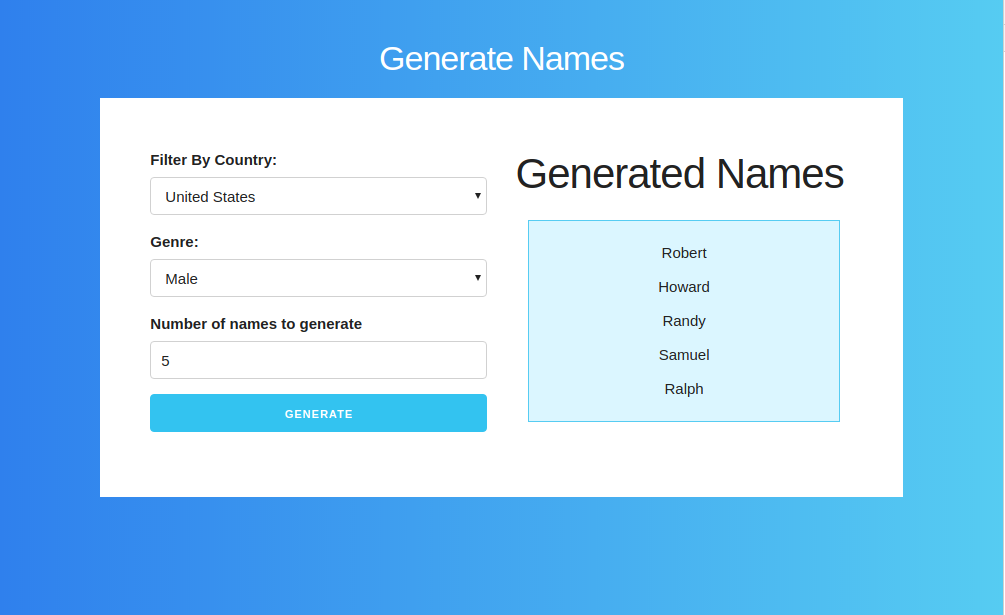 Generate Names
Filter By Country:
United States
Genre:
Male
Number of names to generate
5
GENERATE
Generated Names
Robert
Howard
Randy
Samuel
Ralph